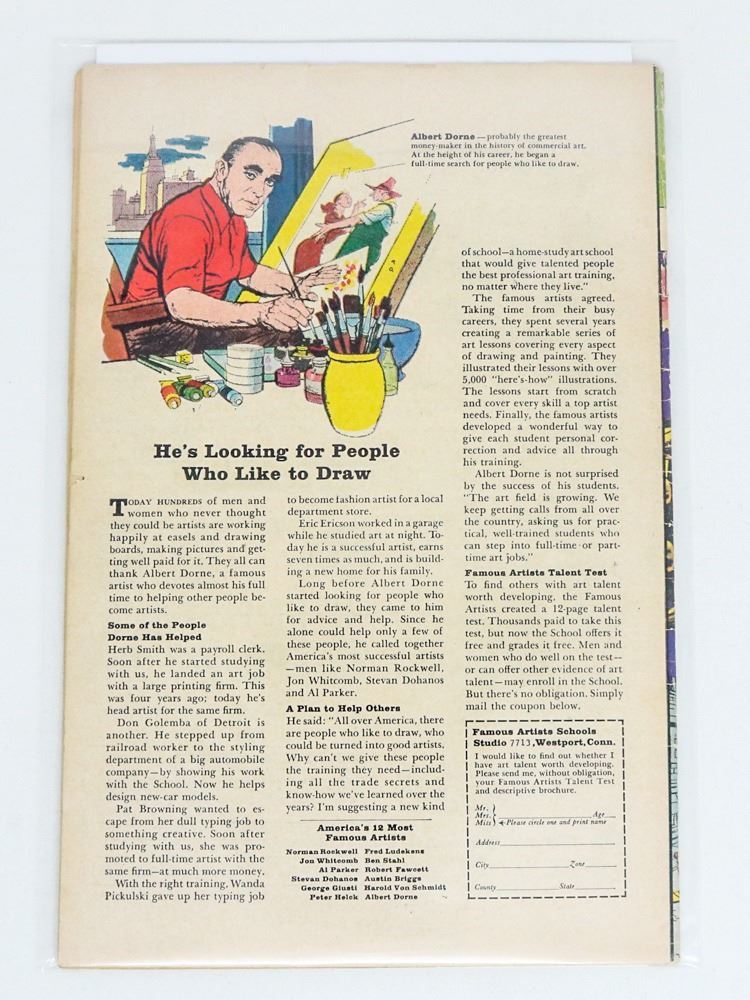 Albert Dorne — probably the greatest
money-maker in the history of commercial art.
At the height of his career, he began a
full-time search for people who like to draw.
He's Looking for People
Who Like to Draw
TODAY HUNDREDS of men and
women who never thought
they could be artists are working
happily at easels and drawing
boards, making pictures and get-
ting well paid for it. They all can
thank Albert Dorne, a famous
artist who devotes almost his full
time to helping other people be-
come artists.
Some of the People
Dorne Has Helped
Herb Smith was a payroll clerk.
Soon after he started studying
with us, he landed an art job
with a large printing firm. This
was four years ago; today he's
head artist for the same firm.
Don Golemba of Detroit is
another. He stepped up from
railroad worker to the styling
department of a big automobile
company—by showing his work
with the School. Now he helps
design new-car models.
Pat Browning wanted to es-
cape from her dull typing job to
something creative. Soon after
studying with us, she was pro-
moted to full-time artist with the
same firm—at much more money.
With the right training, Wanda
Pickulski gave up her typing job
to become fashion artist for a local
department store.
Eric Ericson worked in a garage
while he studied art at night. To-
day he is a successful artist, earns
seven times as much, and is build-
ing a new home for his family.
Long before Albert Dorne
started looking for people who
like to draw, they came to him
for advice and help. Since he
alone could help only a few of
these people, he called together
America's most successful artists
—men like Norman Rockwell,
Jon Whitcomb, Stevan Dohanos
and Al Parker.
A Plan to Help Others
He said: "All over America, there
are people who like to draw, who
could be turned into good artists.
Why can't we give these people
the training they need—includ-
ing all the trade secrets and
know-how we've learned over the
years? I'm suggesting a new kind
America's 12 Most
Famous Artists
Norman Rockwell Fred Ludekens
Jon Whitcomb Ben Stahl
Al Parker Robert Fawcett
Stevan Dohanos Austin Briggs
George Giusti Harold Von Schmidt
Peter Helck Albert Dorne
of school—a home-study art school
that would give talented people
the best professional art training,
no matter where they live."
The famous artists agreed.
Taking time from their busy
careers, they spent several years
creating a remarkable series of
art lessons covering every aspect
of drawing and painting. They
illustrated their lessons with over
5,000 "here's-how" illustrations.
The lessons start from scratch
and cover every skill a top artist
needs. Finally, the famous artists
developed a wonderful way to
give each student personal cor-
rection and advice all through
his training.
Albert Dorne is not surprised
by the success of his students.
"The art field is growing. We
keep getting calls from all over
the country, asking us for prac-
tical, well-trained students who
can step into full-time or part-
time art jobs."
Famous Artists Talent Test
To find others with art talent
worth developing, the Famous
Artists created a 12-page talent
test. Thousands paid to take this
test, but now the School offers it
free and grades it free. Men and
women who do well on the test—
or can offer other evidence of art
talent—may enroll in the School.
But there's no obligation. Simply
mail the coupon below.
Famous Artists Schools
Studio 7713, Westport, Conn.
I would like to find out whether I
have art talent worth developing.
Please send me, without obligation,
your Famous Artists Talent Test
and descriptive brochure.
Mr.
Mrs. Age
Miss Please circle one and print name
Address
City Zone
County State